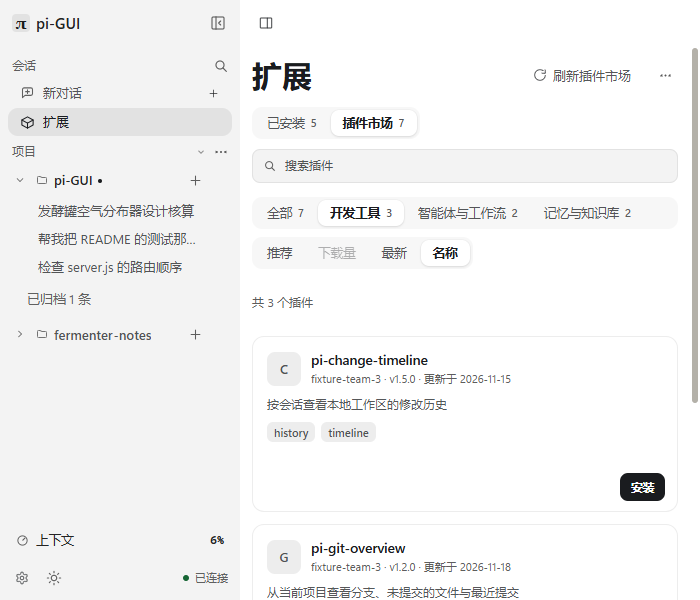 π pi-GUI
会话
新对话 +
扩展
项目
pi-GUI • +
发酵罐空气分布器设计核算
帮我把 README 的测试那...
检查 server.js 的路由顺序
已归档 1 条
fermenter-notes +
上下文 6%
已连接
扩展
刷新插件市场 ...
已安装 5 插件市场 7
搜索插件
全部 7 开发工具 3 智能体与工作流 2 记忆与知识库 2
推荐 下载量 最新 名称
共 3 个插件
C
pi-change-timeline
fixture-team-3 · v1.5.0 · 更新于 2026-11-15
按会话查看本地工作区的修改历史
history timeline
安装
G
pi-git-overview
fixture-team-3 · v1.2.0 · 更新于 2026-11-18
从当前项目查看分支、未提交的文件与最近提交